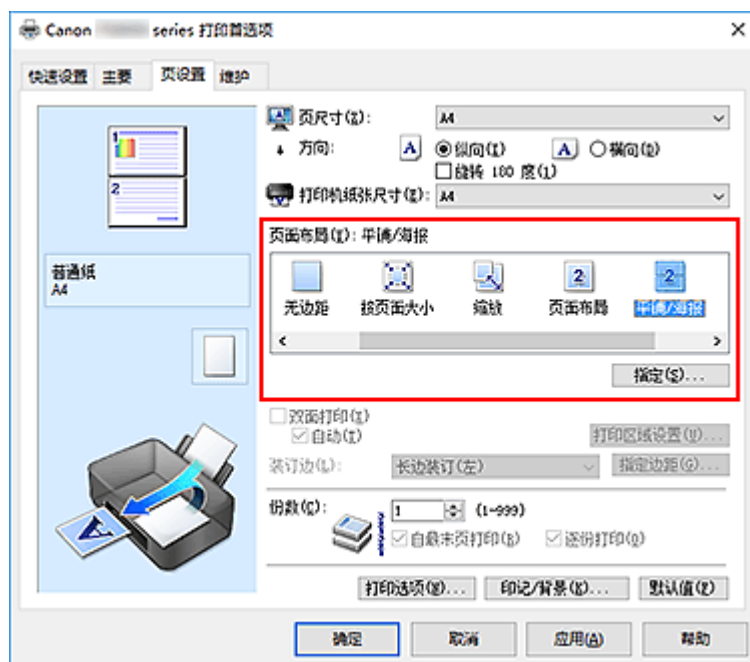 Canon series 打印首选项
快速设置 主要 页设置 维护
页尺寸(Z): A4
方向: A 纵向(T) A 横向(D)
旋转 180 度(1)
打印机纸张尺寸(Z): A4
页面布局(I): 平铺/海报
无边距 按页面大小 缩放 页面布局 平铺/海报
指定(S)...
普通纸
A4
双面打印(X)
自动(I)
打印区域设置(U)...
装订边(L): 长边装订(左) 指定边距(G)...
份数(C): 1 (1-999)
自最末页打印(B) 逐份打印(O)
打印选项(N)... 印记/背景(K)... 默认值(F)
确定 取消 应用(A) 帮助